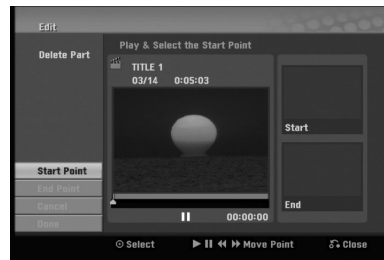 Edit
Delete Part
Play & Select the Start Point
TITLE 1
03/14 0:05:03
Start
Start Point
End Point
Cancel
Done
End
00:00:00
Select
Move Point
Close